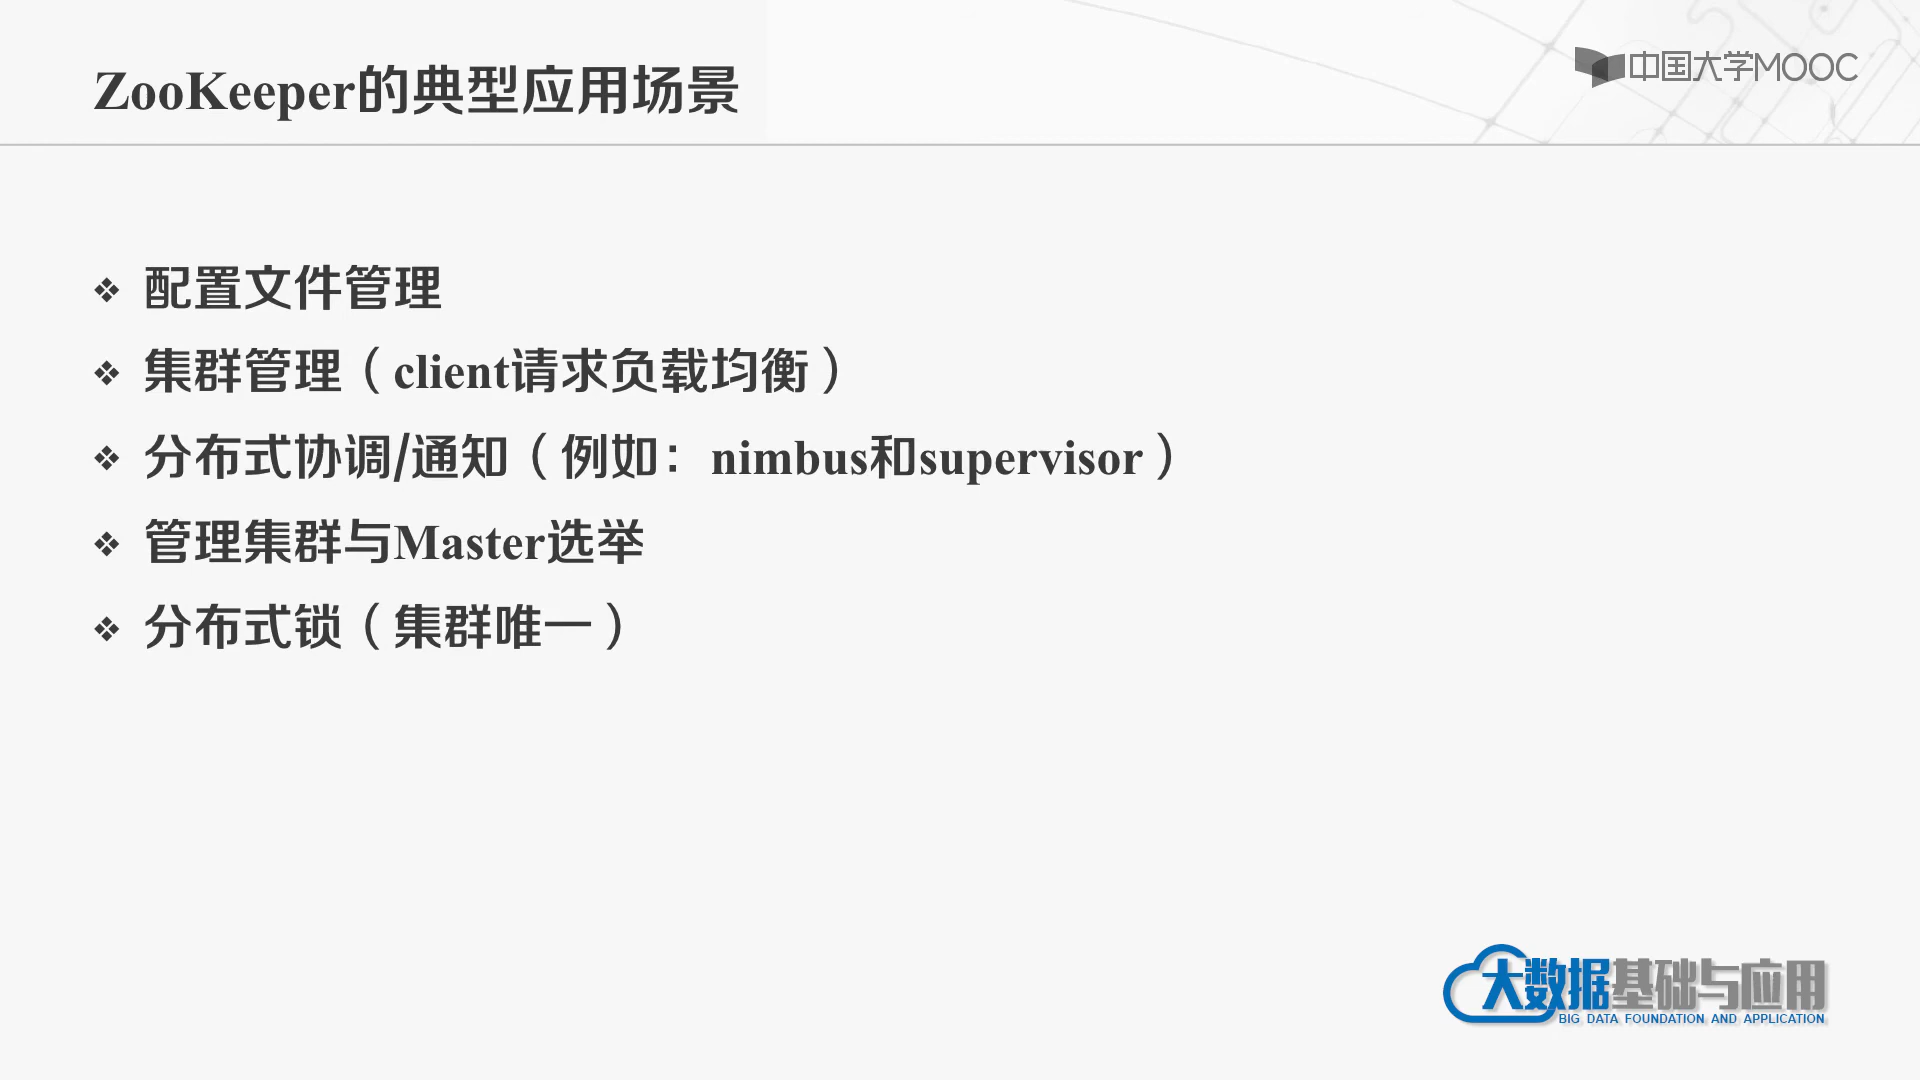 ZooKeeper的典型应用场景
中国大学MOOC
❖ 配置文件管理
❖ 集群管理（client请求负载均衡）
❖ 分布式协调/通知（例如：nimbus和supervisor）
❖ 管理集群与Master选举
❖ 分布式锁（集群唯一）
大数据基础与应用
BIG DATA FOUNDATION AND APPLICATION